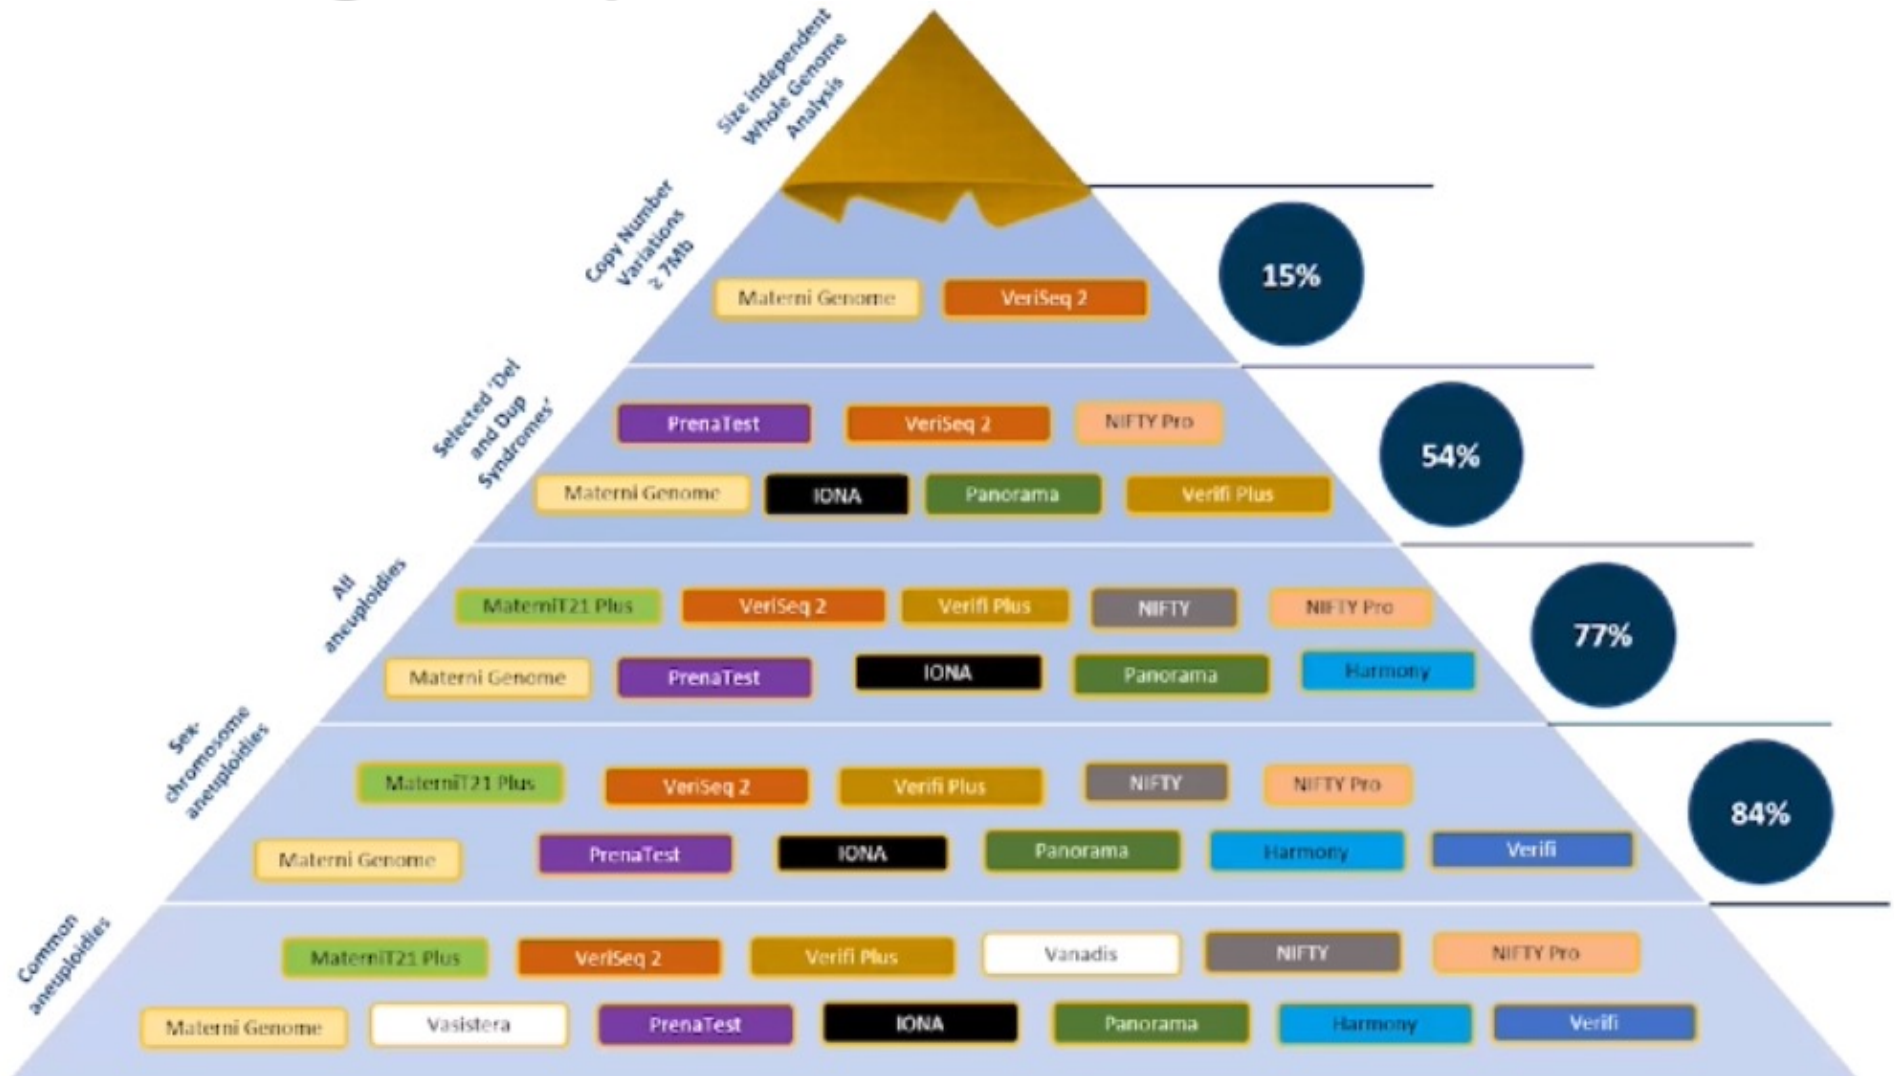 Size independent
Whole Genome
Analysis
Copy Number
Variations
≥ 7Mb
15%
Materni Genome
VeriSeq 2
Selected 'Del
and Dup
Syndromes'
54%
PrenaTest
VeriSeq 2
NIFTY Pro
Materni Genome
IONA
Panorama
Verifi Plus
All
aneuploidies
77%
MaterniT21 Plus
VeriSeq 2
Verifi Plus
NIFTY
NIFTY Pro
Materni Genome
PrenaTest
IONA
Panorama
Harmony
Sex-
chromosome
aneuploidies
84%
MaterniT21 Plus
VeriSeq 2
Verifi Plus
NIFTY
NIFTY Pro
Materni Genome
PrenaTest
IONA
Panorama
Harmony
Verifi
Common
aneuploidies
MaterniT21 Plus
VeriSeq 2
Verifi Plus
Vanadis
NIFTY
NIFTY Pro
Materni Genome
Vasistera
PrenaTest
IONA
Panorama
Harmony
Verifi